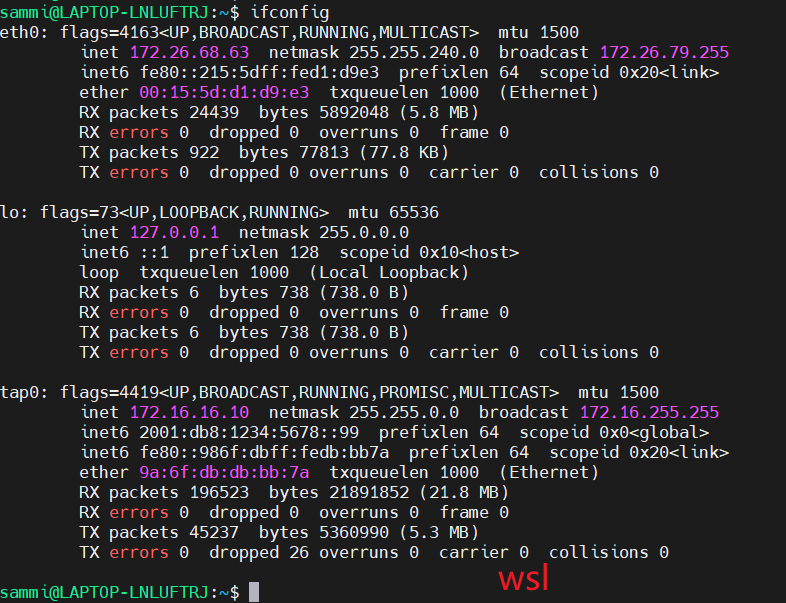 sammi@LAPTOP-LNLUFTRJ:~$ ifconfig
eth0: flags=4163<UP,BROADCAST,RUNNING,MULTICAST>  mtu 1500
        inet 172.26.68.63  netmask 255.255.240.0  broadcast 172.26.79.255
        inet6 fe80::215:5dff:fed1:d9e3  prefixlen 64  scopeid 0x20<link>
        ether 00:15:5d:d1:d9:e3  txqueuelen 1000  (Ethernet)
        RX packets 24439  bytes 5892048 (5.8 MB)
        RX errors 0  dropped 0  overruns 0  frame 0
        TX packets 922  bytes 77813 (77.8 KB)
        TX errors 0  dropped 0 overruns 0  carrier 0  collisions 0

lo: flags=73<UP,LOOPBACK,RUNNING>  mtu 65536
        inet 127.0.0.1  netmask 255.0.0.0
        inet6 ::1  prefixlen 128  scopeid 0x10<host>
        loop  txqueuelen 1000  (Local Loopback)
        RX packets 6  bytes 738 (738.0 B)
        RX errors 0  dropped 0  overruns 0  frame 0
        TX packets 6  bytes 738 (738.0 B)
        TX errors 0  dropped 0 overruns 0  carrier 0  collisions 0

tap0: flags=4419<UP,BROADCAST,RUNNING,PROMISC,MULTICAST>  mtu 1500
        inet 172.16.16.10  netmask 255.255.0.0  broadcast 172.16.255.255
        inet6 2001:db8:1234:5678::99  prefixlen 64  scopeid 0x0<global>
        inet6 fe80::986f:dbff:fedb:bb7a  prefixlen 64  scopeid 0x20<link>
        ether 9a:6f:db:db:bb:7a  txqueuelen 1000  (Ethernet)
        RX packets 196523  bytes 21891852 (21.8 MB)
        RX errors 0  dropped 0  overruns 0  frame 0
        TX packets 45237  bytes 5360990 (5.3 MB)
        TX errors 0  dropped 26 overruns 0  carrier 0  collisions 0
wsl
sammi@LAPTOP-LNLUFTRJ:~$